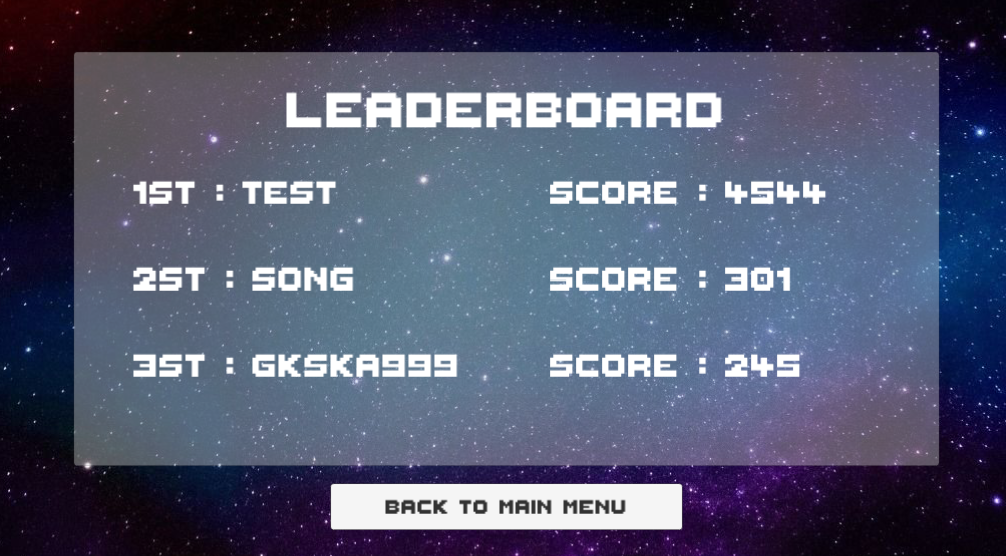 LEADERBOARD
1ST : TEST SCORE : 4544
2ST : SONG SCORE : 301
3ST : GKSKA999 SCORE : 245
BACK TO MAIN MENU